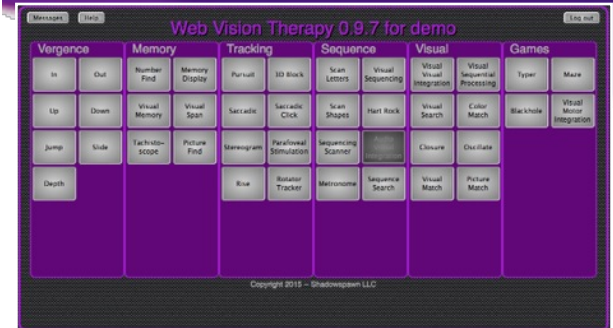 Messages Help Log out
Web Vision Therapy 0.9.7 for demo
Vergence Memory Tracking Sequence Visual Games
In Out Number Find Memory Display Pursuit 3D Block Scan Letters Visual Sequencing Visual Visual Integration Visual Sequential Processing Typer Maze
Up Down Visual Memory Visual Span Saccadic Saccadic Click Scan Shapes Hart Rock Visual Search Color Match Blackhole Visual Motor Integration
Jump Slide Tachisto-scope Picture Find Stereogram Parafoveal Stimulation Sequencing Scanner Closure Oscillate
Depth Rise Rotator Tracker Metronome Sequence Search Visual Match Picture Match
Copyright 2015 – Shadowspawn LLC